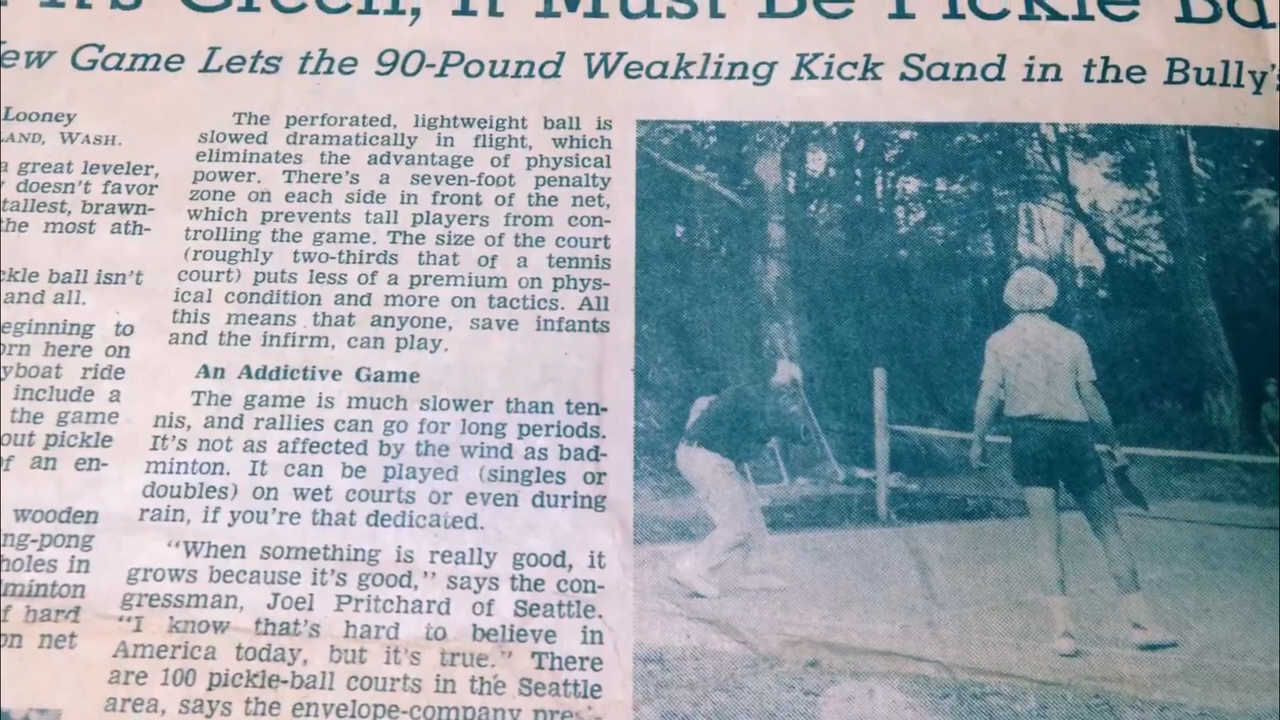 It's Green, It Must Be Pickle Ba
ew Game Lets the 90-Pound Weakling Kick Sand in the Bully's
Looney
LAND, WASH.
a great leveler,
doesn't favor
tallest, brawn-
the most ath-
ckle ball isn't
and all.
eginning to
orn here on
yboat ride
include a
the game
out pickle
of an en-
wooden
ng-pong
holes in
minton
f hard
on net
The perforated, lightweight ball is
slowed dramatically in flight, which
eliminates the advantage of physical
power. There's a seven-foot penalty
zone on each side in front of the net,
which prevents tall players from con-
trolling the game. The size of the court
(roughly two-thirds that of a tennis
court) puts less of a premium on phys-
ical condition and more on tactics. All
this means that anyone, save infants
and the infirm, can play.
An Addictive Game
The game is much slower than ten-
nis, and rallies can go for long periods.
It's not as affected by the wind as bad-
minton. It can be played (singles or
doubles) on wet courts or even during
rain, if you're that dedicated.
"When something is really good, it
grows because it's good," says the con-
gressman, Joel Pritchard of Seattle.
"I know that's hard to believe in
America today, but it's true." There
are 100 pickle-ball courts in the Seattle
area, says the envelope-company pres-